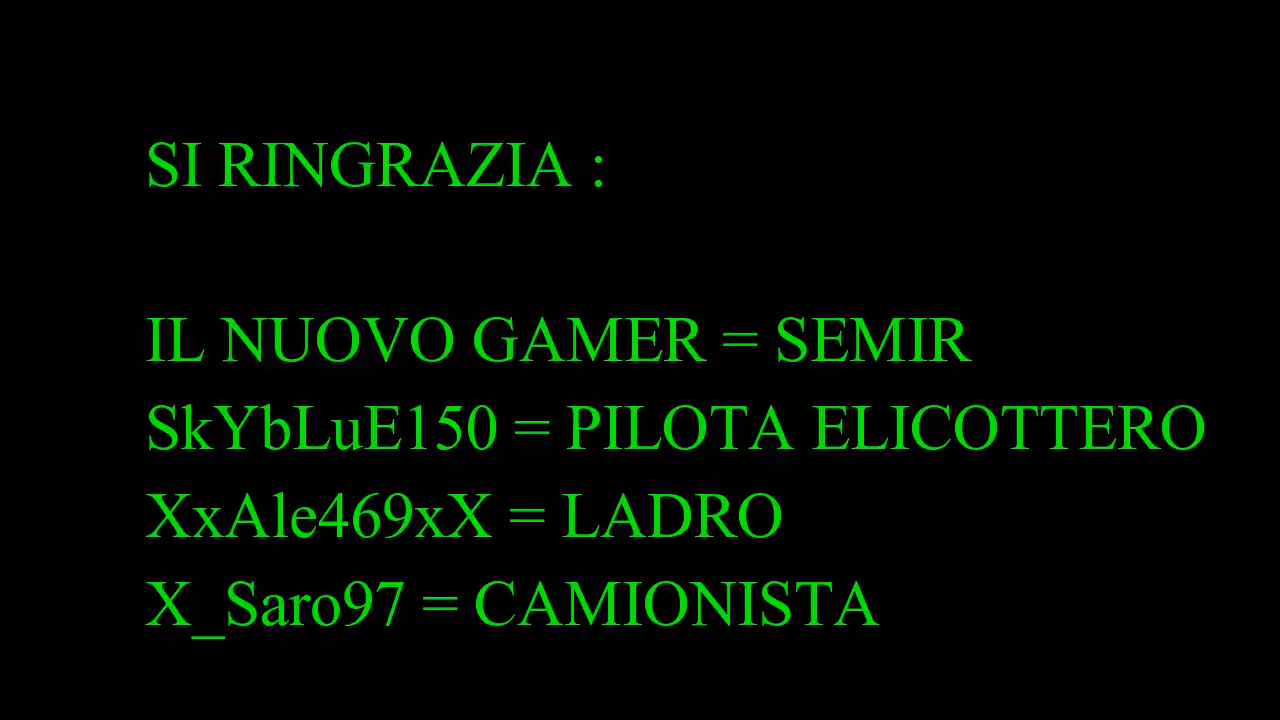 SI RINGRAZIA :
IL NUOVO GAMER = SEMIR
SkYbLuE150 = PILOTA ELICOTTERO
XxAle469xX = LADRO
X_Saro97 = CAMIONISTA